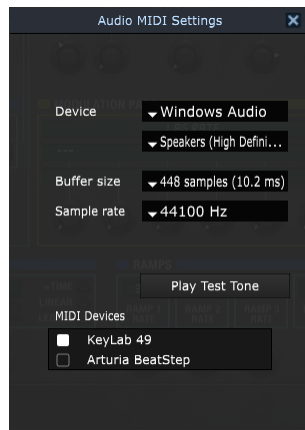 Audio MIDI Settings
Device
Windows Audio
Speakers (High Defini...
Buffer size
448 samples (10.2 ms)
Sample rate
44100 Hz
RAMPS
Play Test Tone
MIDI Devices
KeyLab 49
Arturia BeatStep